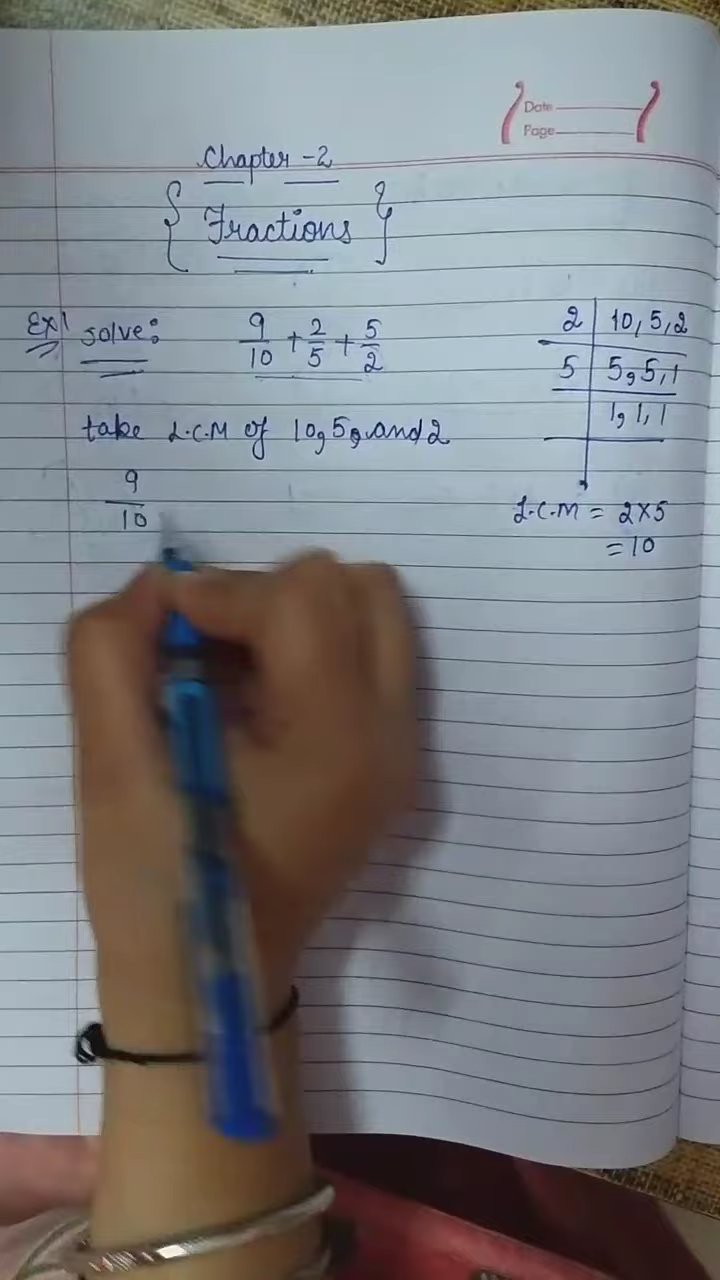 Date
Page
Chapter - 2
{ Fractions }
Ex1 solve: 9/10 + 2/5 + 5/2
take L.C.M of 10, 5, and 2
9/10
2 | 10, 5, 2
5 | 5, 5, 1
1, 1, 1
L.C.M = 2×5
= 10